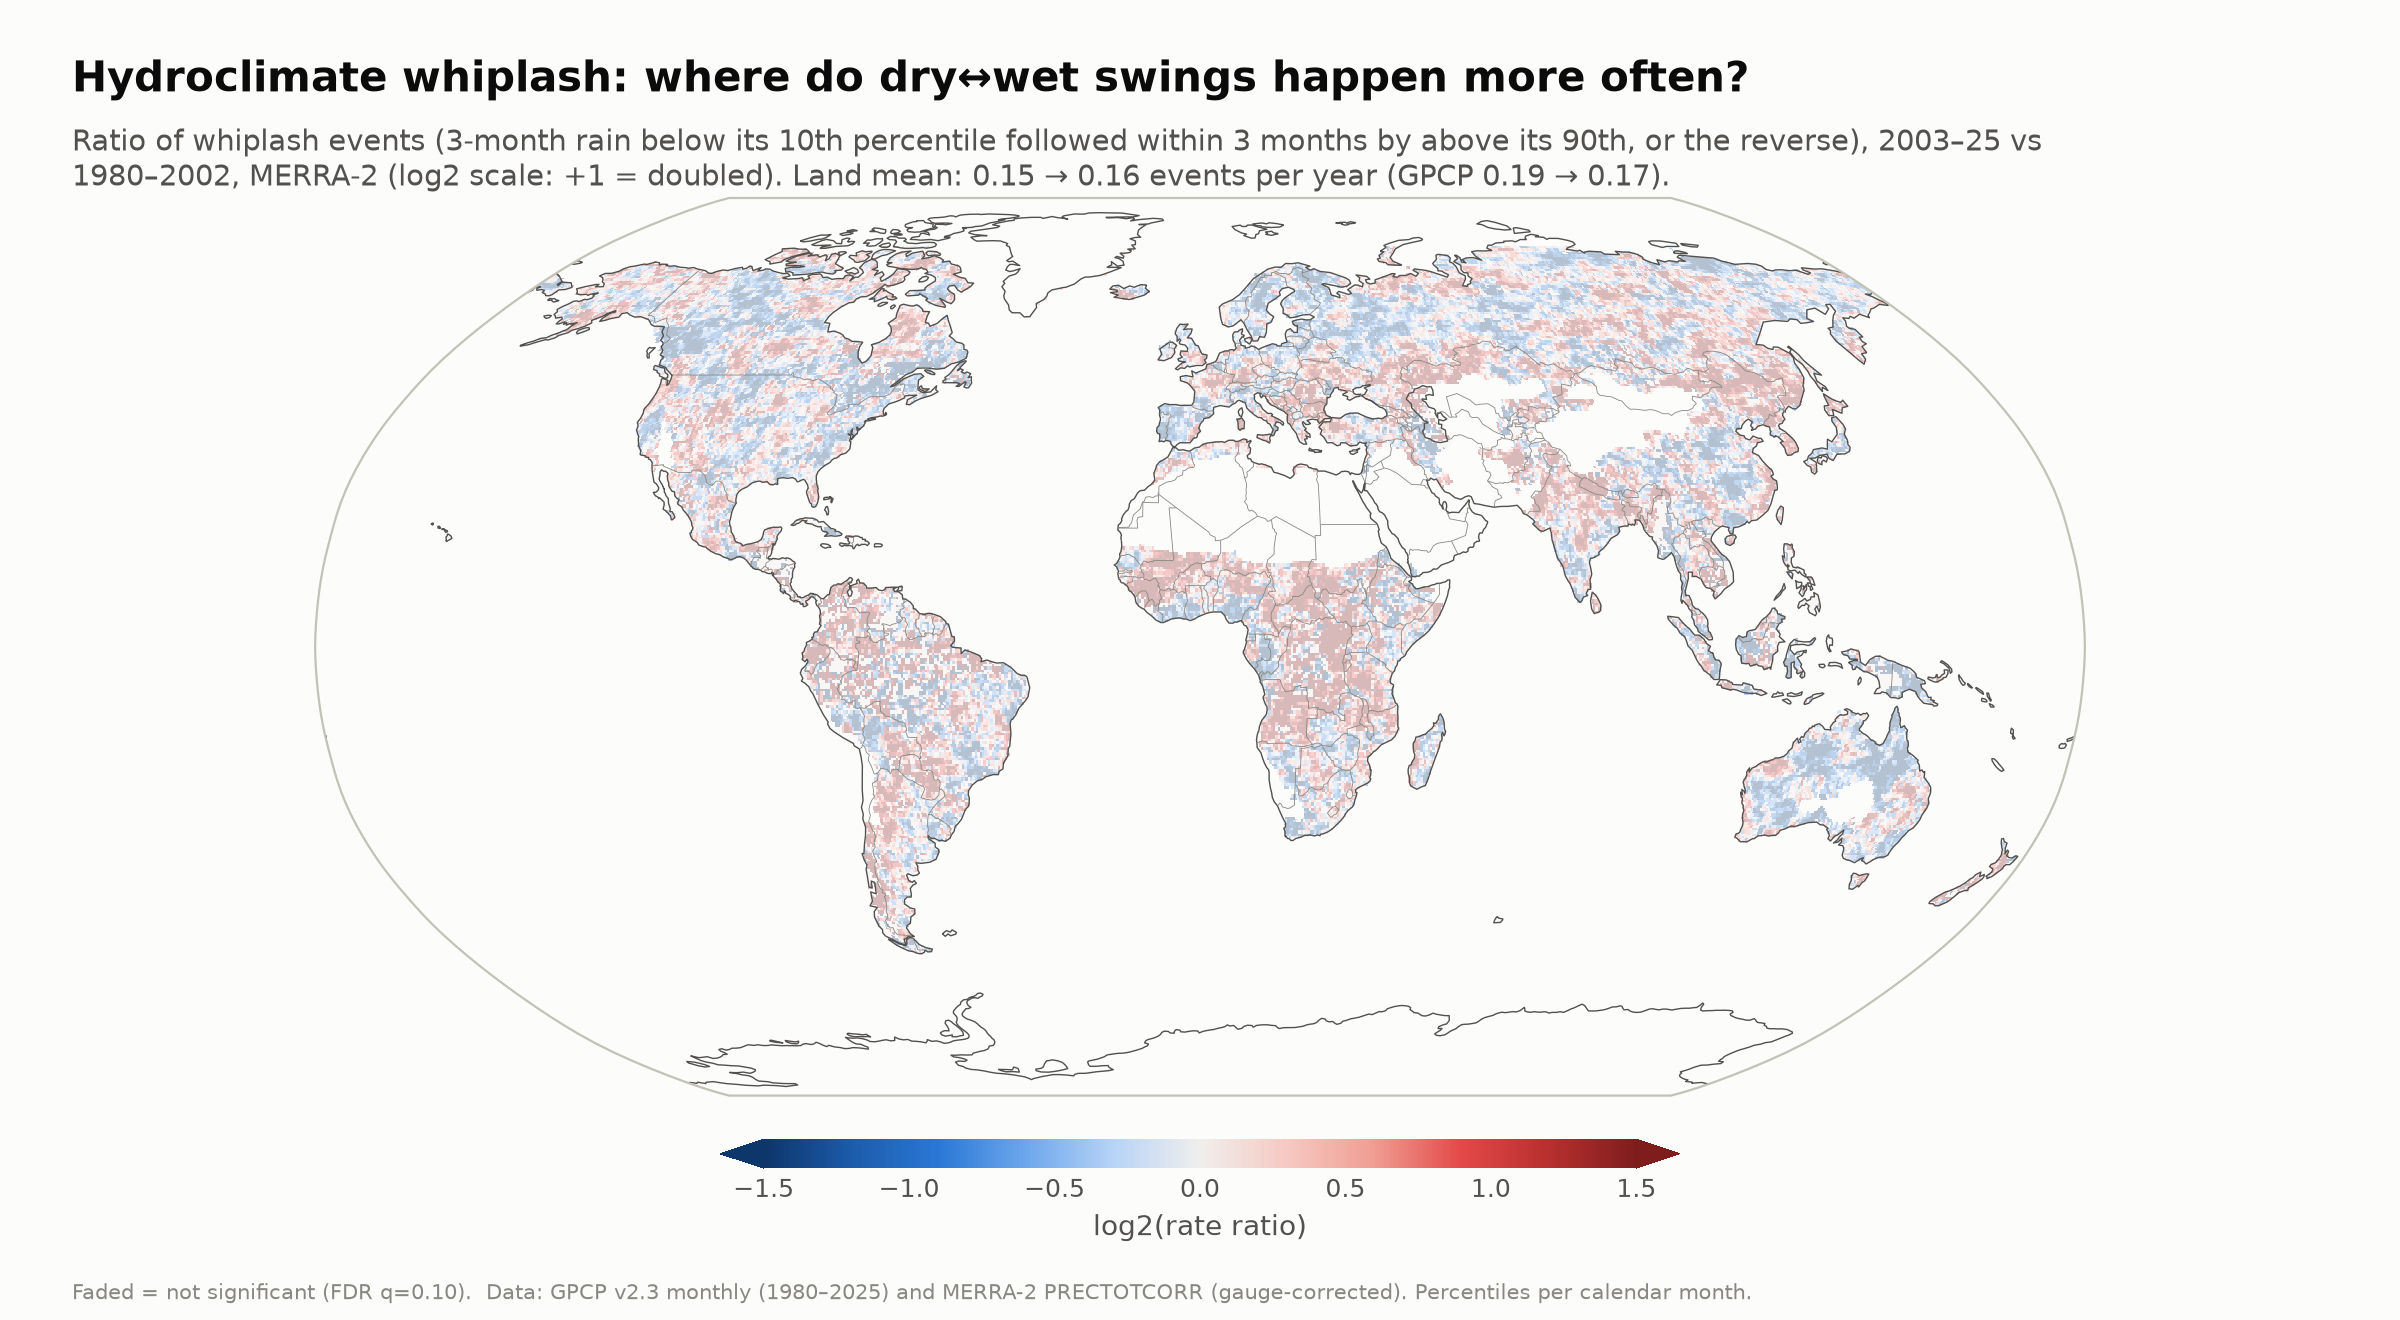 Hydroclimate whiplash: where do dry↔wet swings happen more often?
Ratio of whiplash events (3-month rain below its 10th percentile followed within 3 months by above its 90th, or the reverse), 2003–25 vs
1980–2002, MERRA-2 (log2 scale: +1 = doubled). Land mean: 0.15 → 0.16 events per year (GPCP 0.19 → 0.17).
−1.5 −1.0 −0.5 0.0 0.5 1.0 1.5
log2(rate ratio)
Faded = not significant (FDR q=0.10).  Data: GPCP v2.3 monthly (1980–2025) and MERRA-2 PRECTOTCORR (gauge-corrected). Percentiles per calendar month.